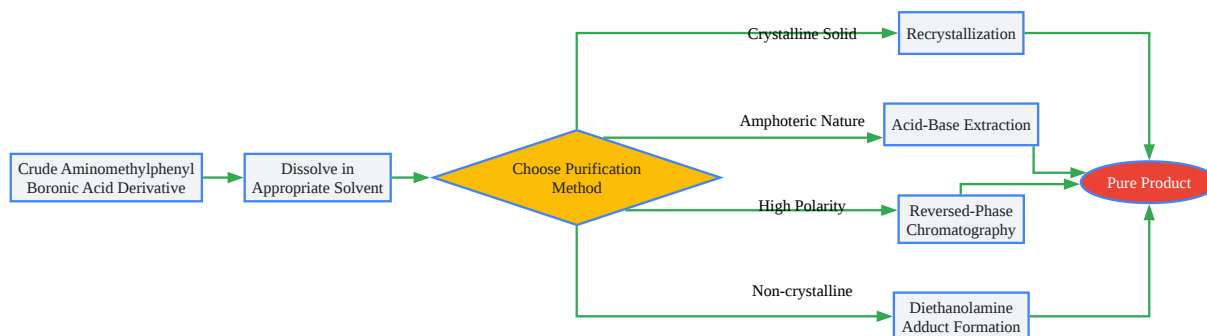 Crude Aminomethylphenyl
Boronic Acid Derivative
Dissolve in
Appropriate Solvent
Choose Purification
Method
Crystalline Solid
Recrystallization
Amphoteric Nature
Acid-Base Extraction
High Polarity
Reversed-Phase
Chromatography
Non-crystalline
Diethanolamine
Adduct Formation
Pure Product